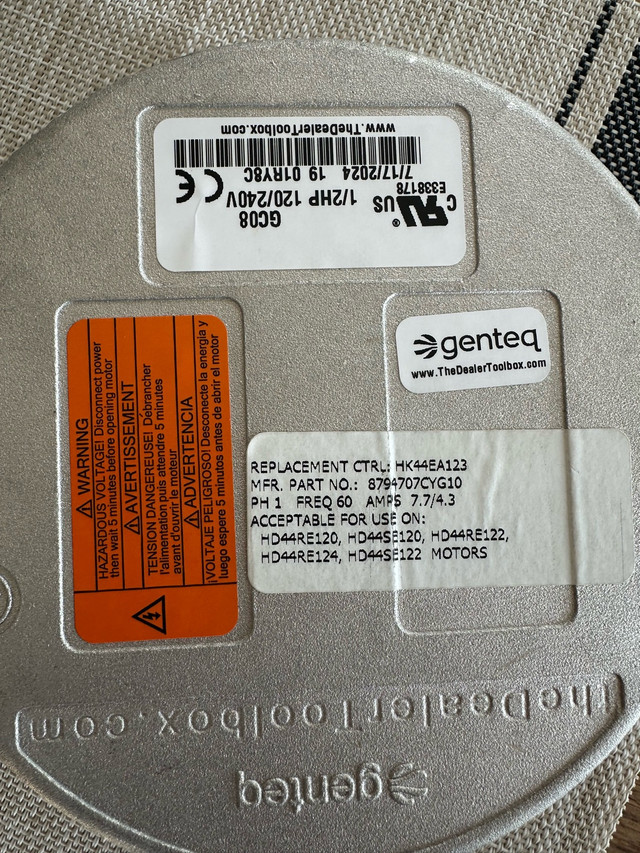 GC08
1/2HP 120/240V
C UL US
®
E338178
CE
7/17/2024 19 01RY8C
www.TheDealerToolbox.com
genteq
www.TheDealerToolbox.com
WARNING
HAZARDOUS VOLTAGE! Disconnect power
then wait 5 minutes before opening motor
AVERTISSEMENT
TENSION DANGEREUSE! Débrancher
l'alimentation puis attendre 5 minutes
avant d'ouvrir le moteur
ADVERTENCIA
VOLTAJE PELIGROSO! Desconecte la energía y
luego espere 5 minutos antes de abrir el motor
REPLACEMENT CTRL: HK44EA123
MFR. PART NO.: 8794707CYG10
PH 1 FREQ 60 AMPS 7.7/4.3
ACCEPTABLE FOR USE ON:
HD44RE120, HD44SE120, HD44RE122,
HD44RE124, HD44SE122 MOTORS
genteq
TheDealerToolbox.com